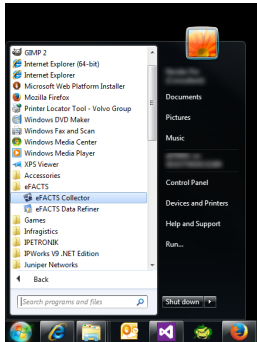 GIMP 2
Internet Explorer (64-bit)
Internet Explorer
Microsoft Web Platform Installer
Mozilla Firefox
Printer Locator Tool - Volvo Group
Windows DVD Maker
Windows Fax and Scan
Windows Media Center
Windows Media Player
XPS Viewer
Accessories
eFACTS
eFACTS Collector
eFACTS Data Refiner
Games
Infragistics
IPETRONIK
IPWorks V9 .NET Edition
Juniper Networks
Back
Search programs and files
Documents
Pictures
Music
Control Panel
Devices and Printers
Help and Support
Run...
Shut down